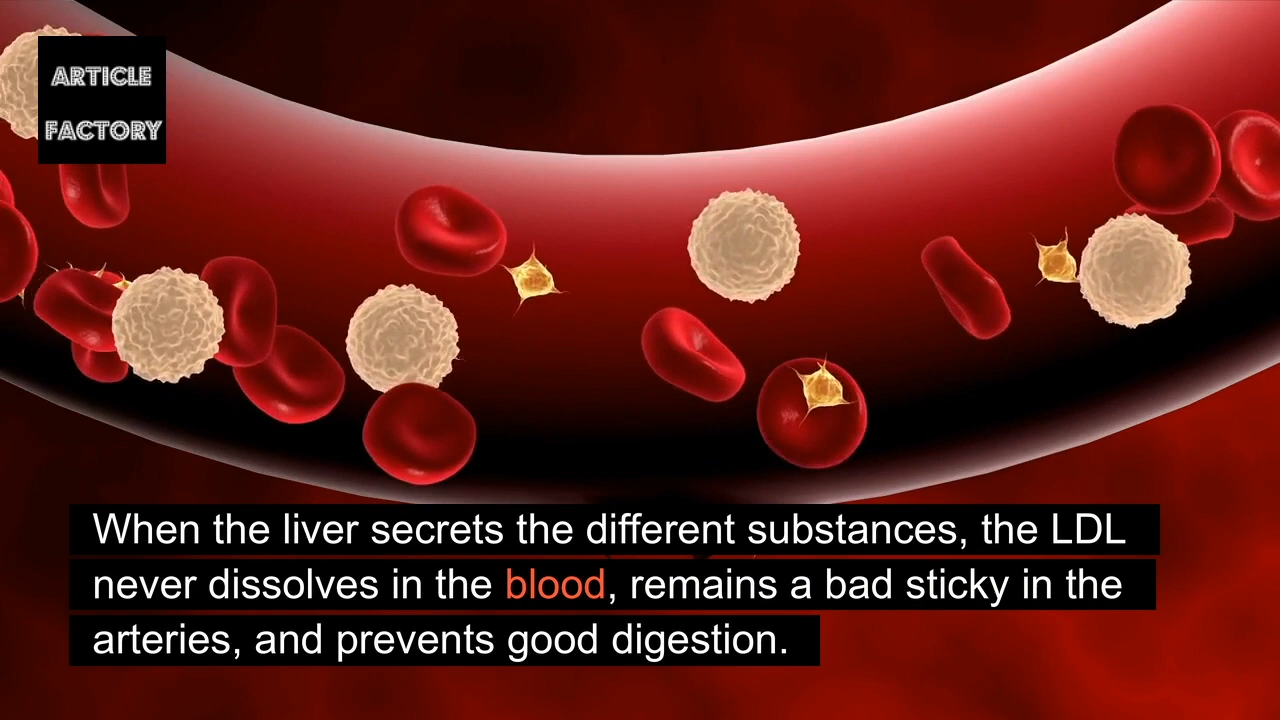 ARTICLE
FACTORY
When the liver secrets the different substances, the LDL
never dissolves in the blood, remains a bad sticky in the
arteries, and prevents good digestion.